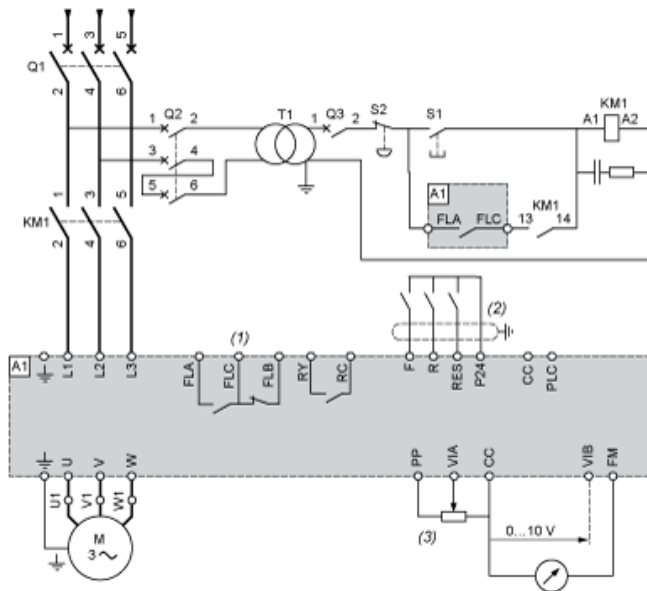 1 3 5
Q1
2 4 6
Q2
1 2
3 4
5 6
T1
1 Q3 2
S2
S1
KM1
A1 A2
A1
FLA FLC
KM1
13 14
1 3 5
KM1
2 4 6
(1)
(2)
A1
L1 L2 L3
FLA FLC FLB RY RC
F R RES P24 CC PLC
U V W
U1 V1 W1
M
3
PP VIA CC VIB FM
(3)
0...10 V